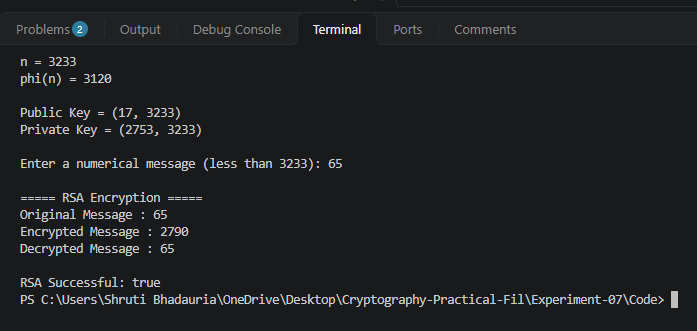 Problems 2 Output Debug Console Terminal Ports Comments
n = 3233
phi(n) = 3120
Public Key = (17, 3233)
Private Key = (2753, 3233)
Enter a numerical message (less than 3233): 65
===== RSA Encryption =====
Original Message : 65
Encrypted Message : 2790
Decrypted Message : 65
RSA Successful: true
PS C:\Users\Shruti Bhadauria\OneDrive\Desktop\Cryptography-Practical-Fil\Experiment-07\Code>